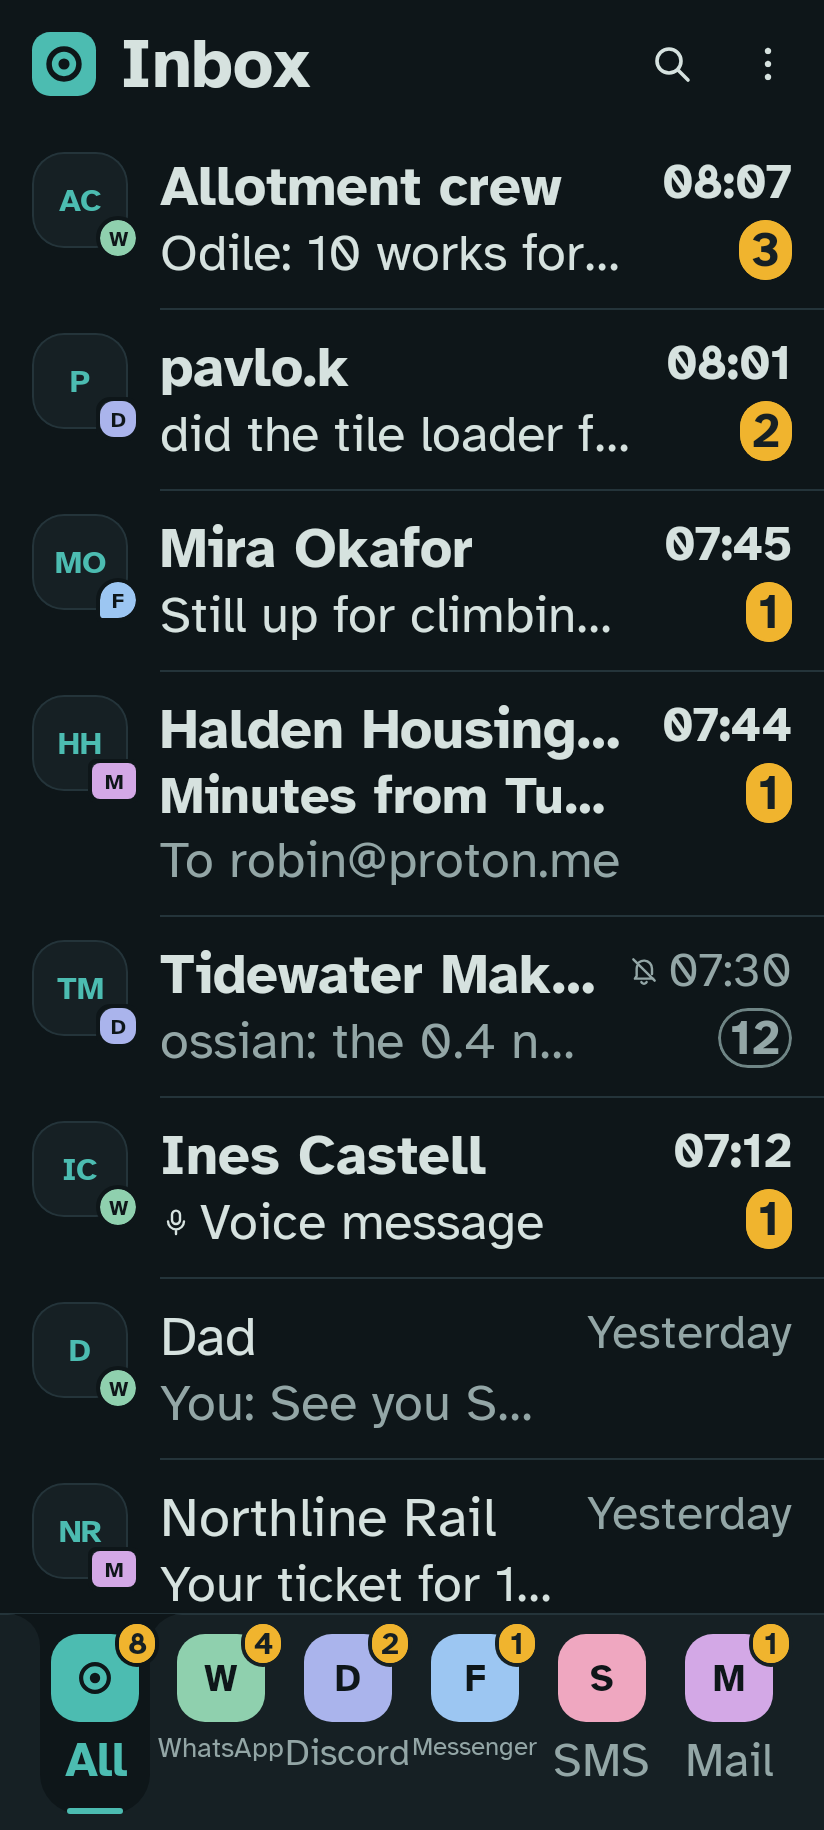 Inbox
AC
W
Allotment crew
08:07
Odile: 10 works for…
3
P
D
pavlo.k
08:01
did the tile loader f…
2
MO
F
Mira Okafor
07:45
Still up for climbin…
1
HH
M
Halden Housing…
07:44
Minutes from Tu…
1
To robin@proton.me
TM
D
Tidewater Mak…
07:30
ossian: the 0.4 n…
12
IC
W
Ines Castell
07:12
Voice message
1
D
W
Dad
Yesterday
You: See you S…
NR
M
Northline Rail
Yesterday
Your ticket for 1…
8
All
W
4
WhatsApp
D
2
Discord
F
1
Messenger
S
SMS
M
1
Mail